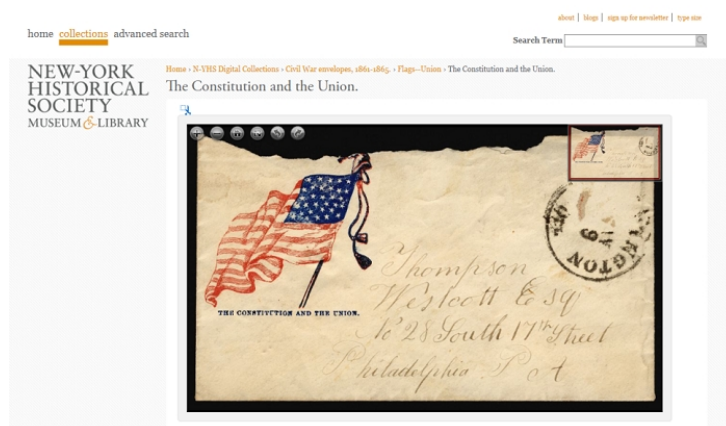 about | blogs | sign up for newsletter | type size
home collections advanced search
Search Term
NEW-YORK
HISTORICAL
SOCIETY
MUSEUM & LIBRARY
Home › N-YHS Digital Collections › Civil War envelopes, 1861-1865. › Flags--Union › The Constitution and the Union.
The Constitution and the Union.
THE CONSTITUTION AND THE UNION.
Thompson
Westcott Esq
No 28 South 17th Street
Philadelphia P A